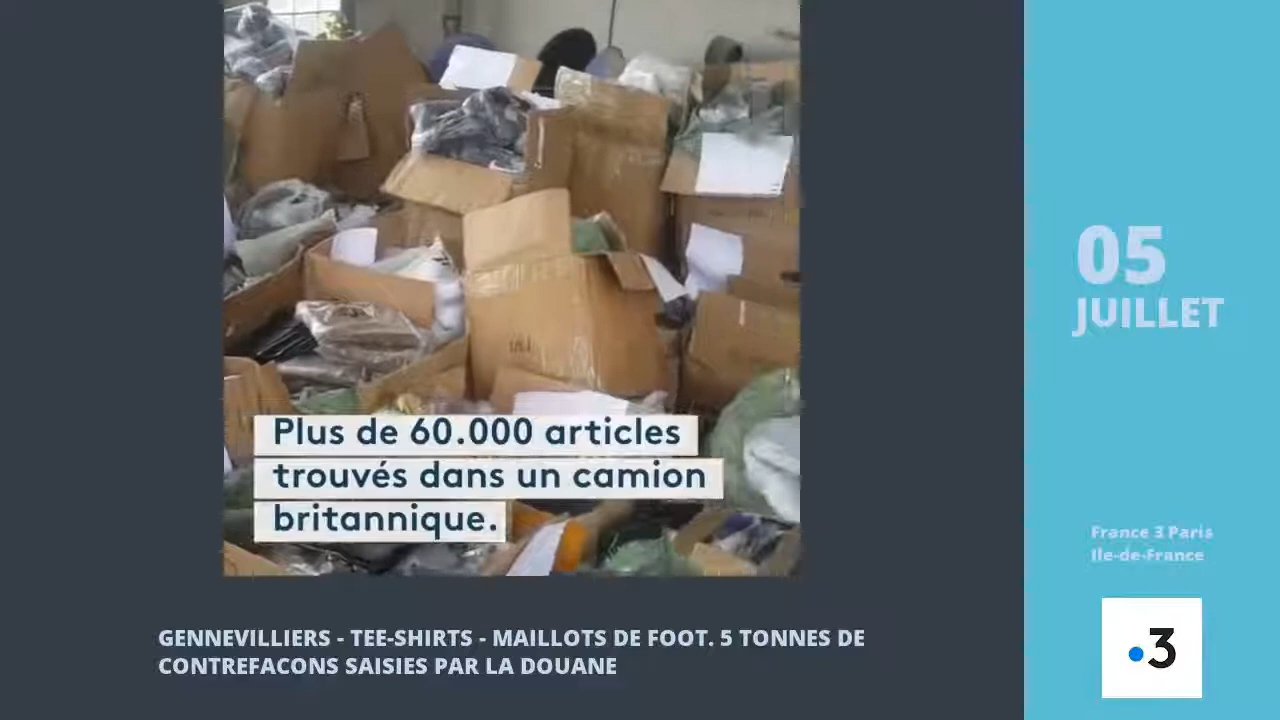 Plus de 60.000 articles
trouvés dans un camion
britannique.
GENNEVILLIERS - TEE-SHIRTS - MAILLOTS DE FOOT. 5 TONNES DE
CONTREFACONS SAISIES PAR LA DOUANE
05
JUILLET
France 3 Paris
Ile-de-France
3